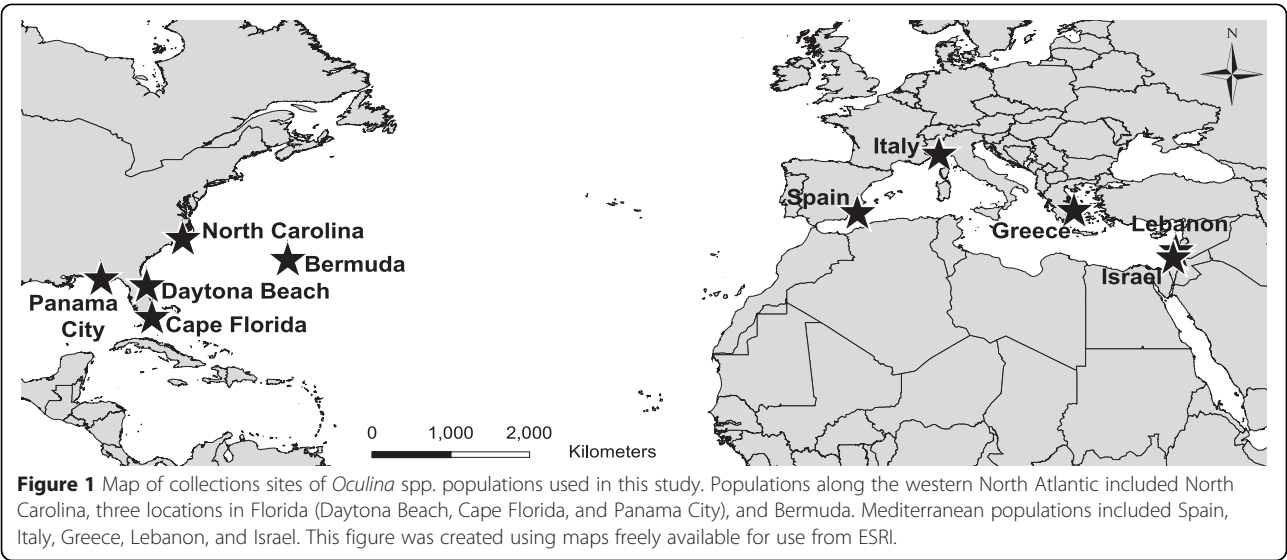 N
Italy
Spain
Greece
Lebanon
Israel
North Carolina
Bermuda
Daytona Beach
Panama
City
Cape Florida
0 1,000 2,000
Kilometers
Figure 1 Map of collections sites of Oculina spp. populations used in this study. Populations along the western North Atlantic included North
Carolina, three locations in Florida (Daytona Beach, Cape Florida, and Panama City), and Bermuda. Mediterranean populations included Spain,
Italy, Greece, Lebanon, and Israel. This figure was created using maps freely available for use from ESRI.